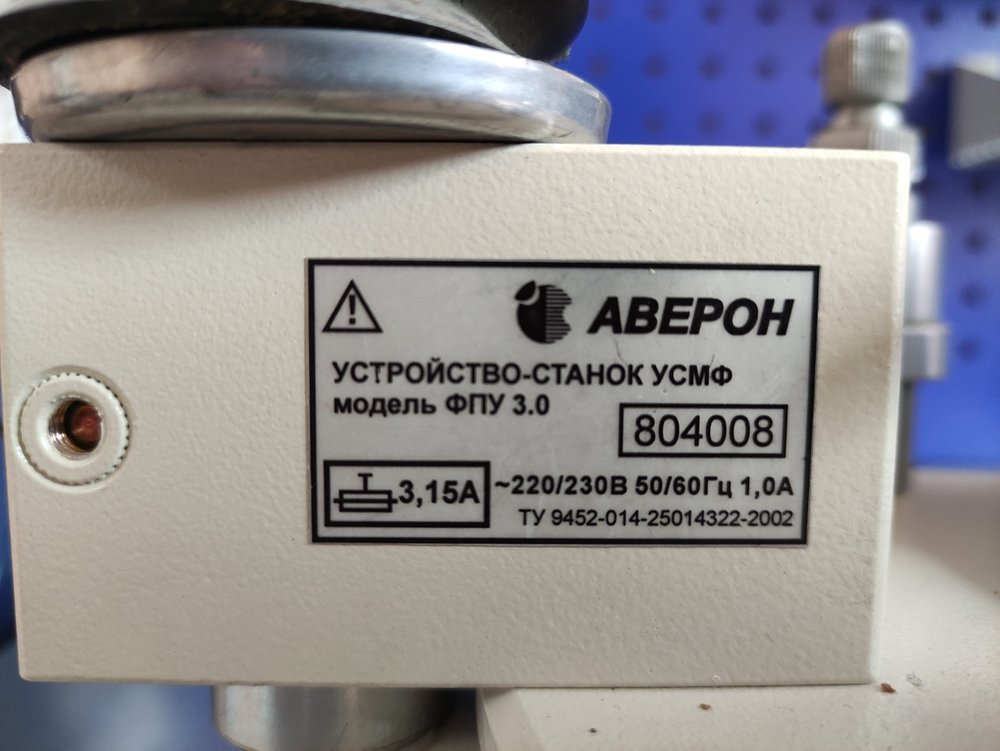 АВЕРОН
УСТРОЙСТВО-СТАНОК УСМФ
модель ФПУ 3.0
804008
3,15А
~220/230В 50/60Гц 1,0А
ТУ 9452-014-25014322-2002